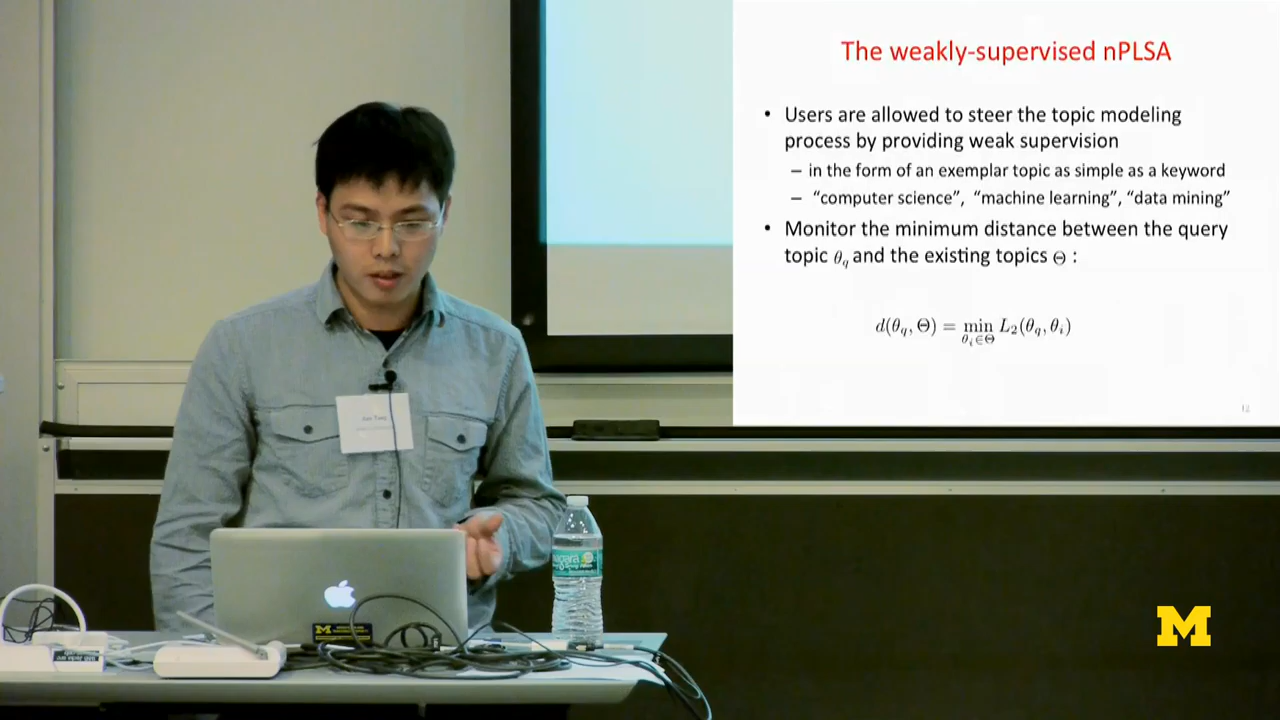 The weakly-supervised nPLSA
• Users are allowed to steer the topic modeling
process by providing weak supervision
– in the form of an exemplar topic as simple as a keyword
– “computer science”, “machine learning”, “data mining”
• Monitor the minimum distance between the query
topic θq and the existing topics Θ :
d(θq, Θ) = min L2(θq, θi)
θi∈Θ
12
M